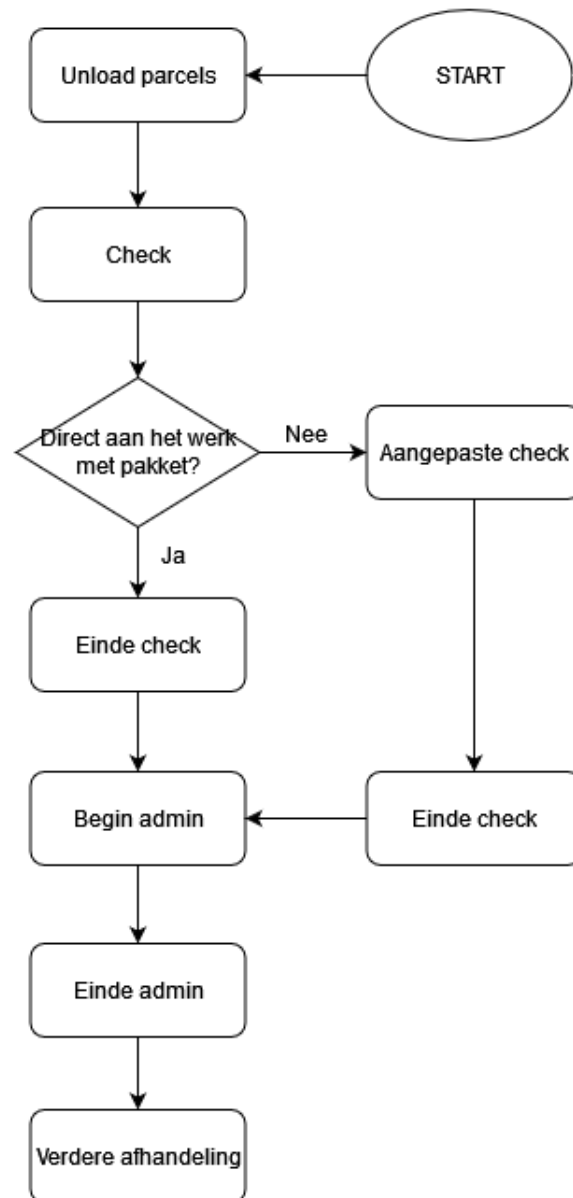 START
Unload parcels
Check
Direct aan het werk
met pakket?
Nee
Aangepaste check
Ja
Einde check
Begin admin
Einde check
Einde admin
Verdere afhandeling